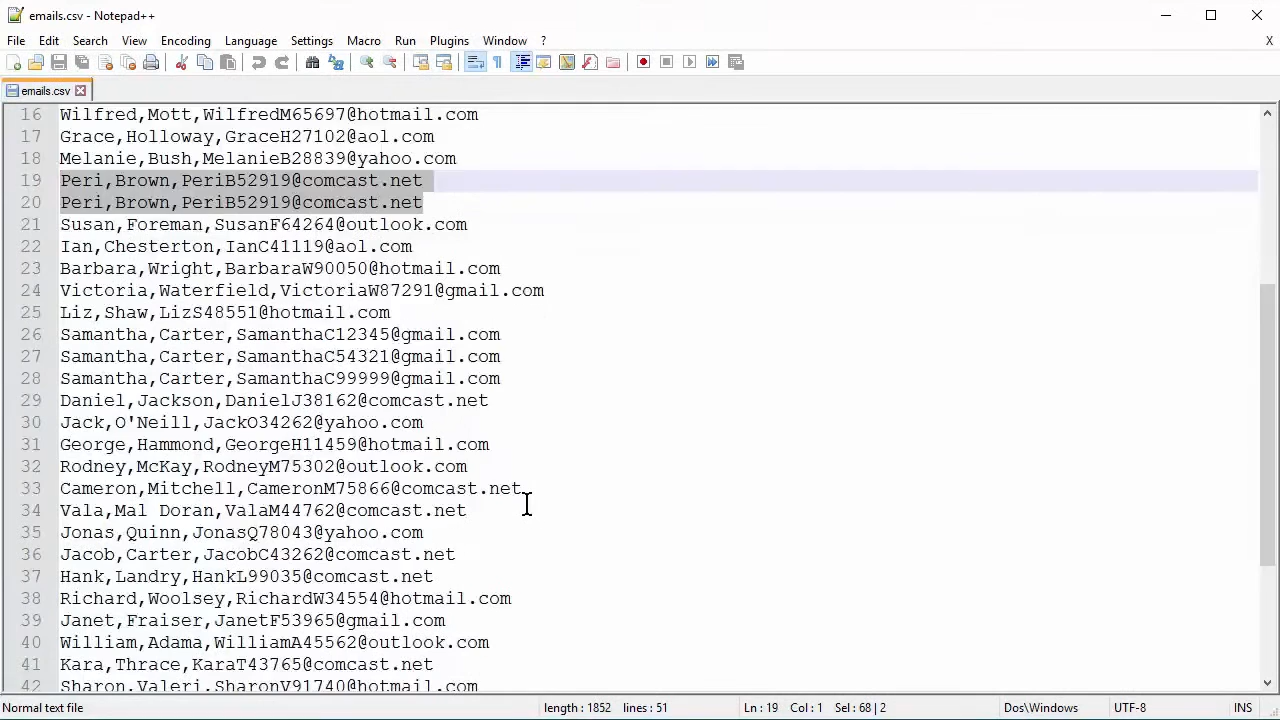 emails.csv - Notepad++
File Edit Search View Encoding Language Settings Macro Run Plugins Window ? X
emails.csv
16 Wilfred,Mott,WilfredM65697@hotmail.com
17 Grace,Holloway,GraceH27102@aol.com
18 Melanie,Bush,MelanieB28839@yahoo.com
19 Peri,Brown,PeriB52919@comcast.net
20 Peri,Brown,PeriB52919@comcast.net
21 Susan,Foreman,SusanF64264@outlook.com
22 Ian,Chesterton,IanC41119@aol.com
23 Barbara,Wright,BarbaraW90050@hotmail.com
24 Victoria,Waterfield,VictoriaW87291@gmail.com
25 Liz,Shaw,LizS48551@hotmail.com
26 Samantha,Carter,SamanthaC12345@gmail.com
27 Samantha,Carter,SamanthaC54321@gmail.com
28 Samantha,Carter,SamanthaC99999@gmail.com
29 Daniel,Jackson,DanielJ38162@comcast.net
30 Jack,O'Neill,JackO34262@yahoo.com
31 George,Hammond,GeorgeH11459@hotmail.com
32 Rodney,McKay,RodneyM75302@outlook.com
33 Cameron,Mitchell,CameronM75866@comcast.net
34 Vala,Mal Doran,ValaM44762@comcast.net
35 Jonas,Quinn,JonasQ78043@yahoo.com
36 Jacob,Carter,JacobC43262@comcast.net
37 Hank,Landry,HankL99035@comcast.net
38 Richard,Woolsey,RichardW34554@hotmail.com
39 Janet,Fraiser,JanetF53965@gmail.com
40 William,Adama,WilliamA45562@outlook.com
41 Kara,Thrace,KaraT43765@comcast.net
42 Sharon,Valeri,SharonV91740@hotmail.com
Normal text file length : 1852 lines : 51 Ln : 19 Col : 1 Sel : 68 | 2 Dos\Windows UTF-8 INS